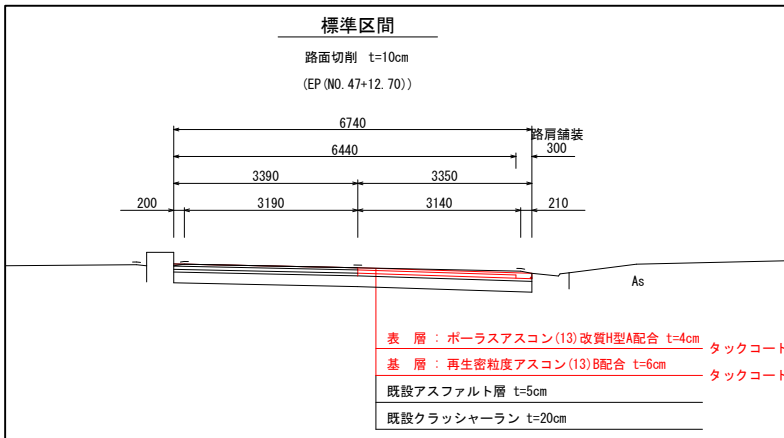 標準区間
路面切削 t=10cm
(EP(NO.47+12.70))
6740
路肩舗装
6440
300
3390
3350
200
3190
3140
210
As
表 層 : ポーラスアスコン(13)改質H型A配合 t=4cm
タックコート
基 層 : 再生密粒度アスコン(13)B配合 t=6cm
タックコート
既設アスファルト層 t=5cm
既設クラッシャーラン t=20cm